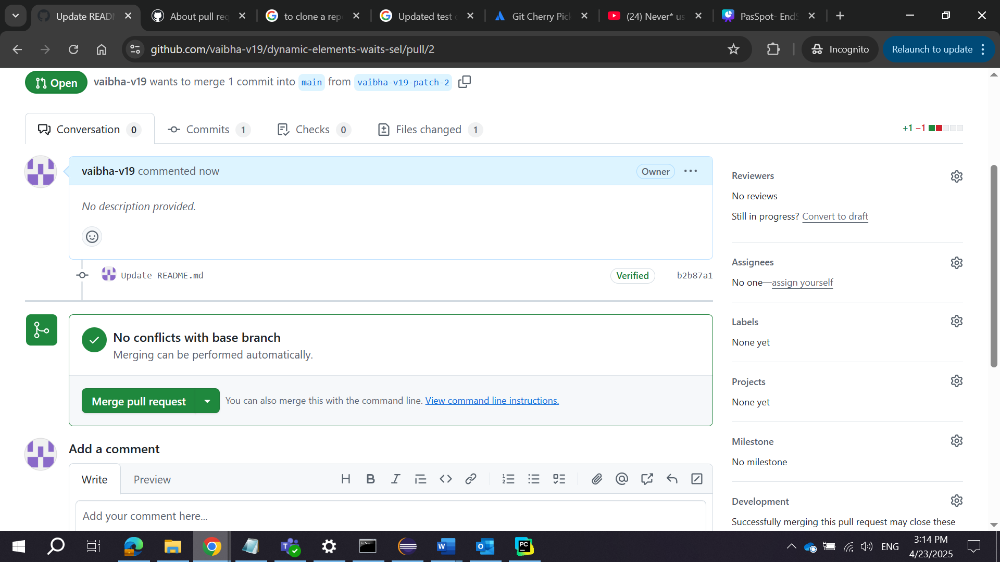 Update READ
About pull req
to clone a rep
Updated test c
Git Cherry Pick
(24) Never* us
PasSpot- EndS
github.com/vaibha-v19/dynamic-elements-waits-sel/pull/2
Incognito
Relaunch to update
Open
vaibha-v19 wants to merge 1 commit into main from vaibha-v19-patch-2
Conversation 0
Commits 1
Checks 0
Files changed 1
+1 −1
vaibha-v19 commented now
Owner
No description provided.
Update README.md
Verified
b2b87a1
No conflicts with base branch
Merging can be performed automatically.
Merge pull request
You can also merge this with the command line. View command line instructions.
Add a comment
Write
Preview
H B I
Add your comment here...
Reviewers
No reviews
Still in progress? Convert to draft
Assignees
No one—assign yourself
Labels
None yet
Projects
None yet
Milestone
No milestone
Development
Successfully merging this pull request may close these
PC
ENG
3:14 PM
4/23/2025